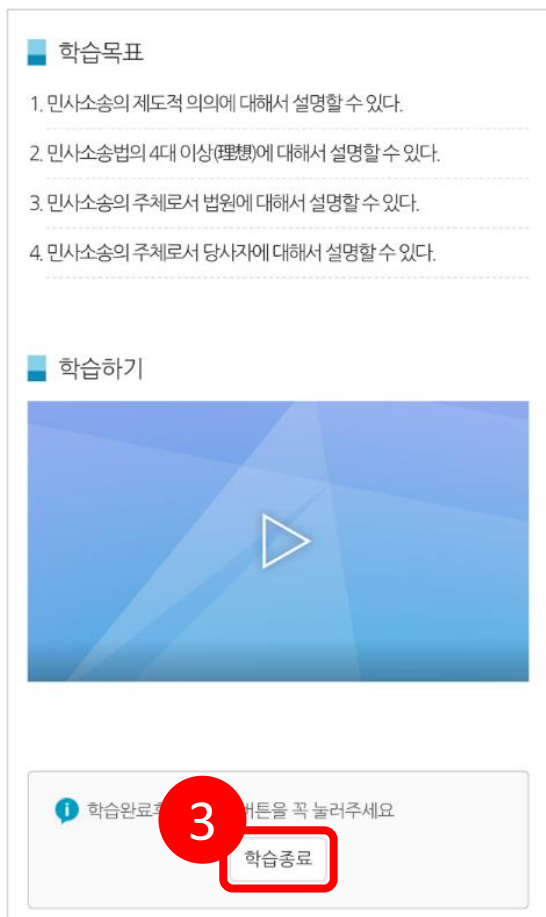 학습목표
1. 민사소송의 제도적 의의에 대해서 설명할 수 있다.
2. 민사소송법의 4대 이상(理想)에 대해서 설명할 수 있다.
3. 민사소송의 주체로서 법원에 대해서 설명할 수 있다.
4. 민사소송의 주체로서 당사자에 대해서 설명할 수 있다.
학습하기
학습완료후 버튼을 꼭 눌러주세요
3
학습종료